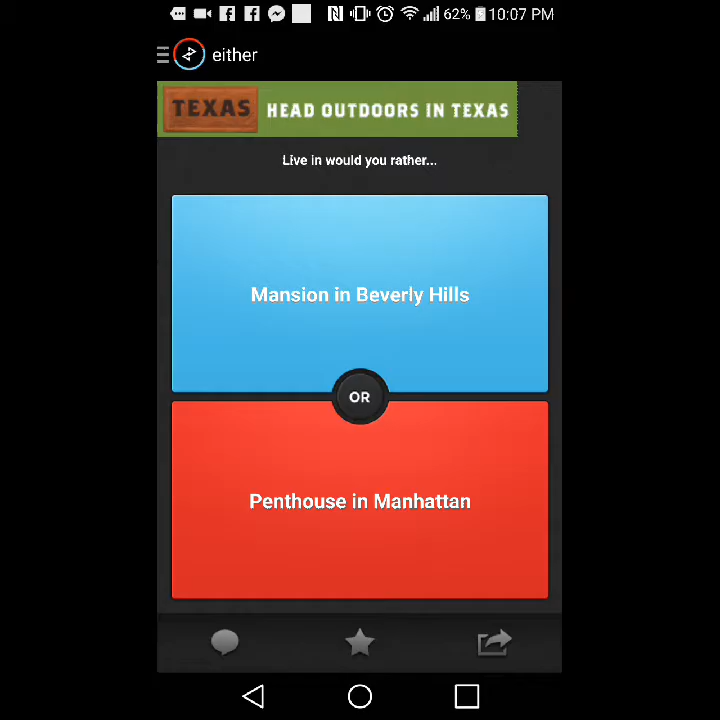 62% 10:07 PM
either
TEXAS HEAD OUTDOORS IN TEXAS
Live in would you rather...
Mansion in Beverly Hills
OR
Penthouse in Manhattan